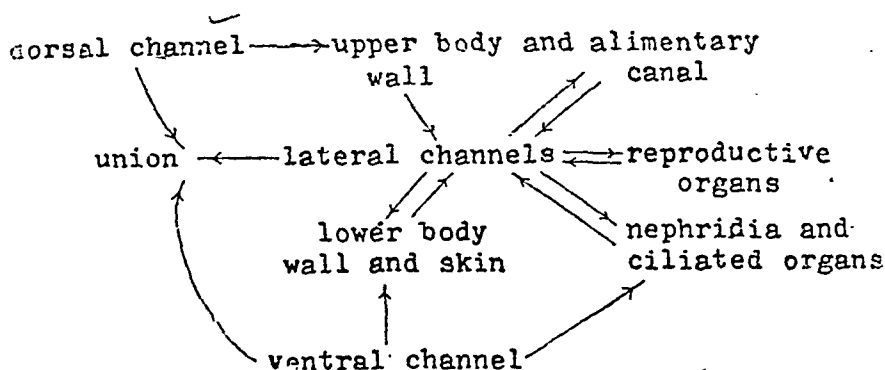 dorsal channel upper body and alimentary
wall canal
union lateral channels reproductive
organs
lower body nephridia and
wall and skin ciliated organs
ventral channel